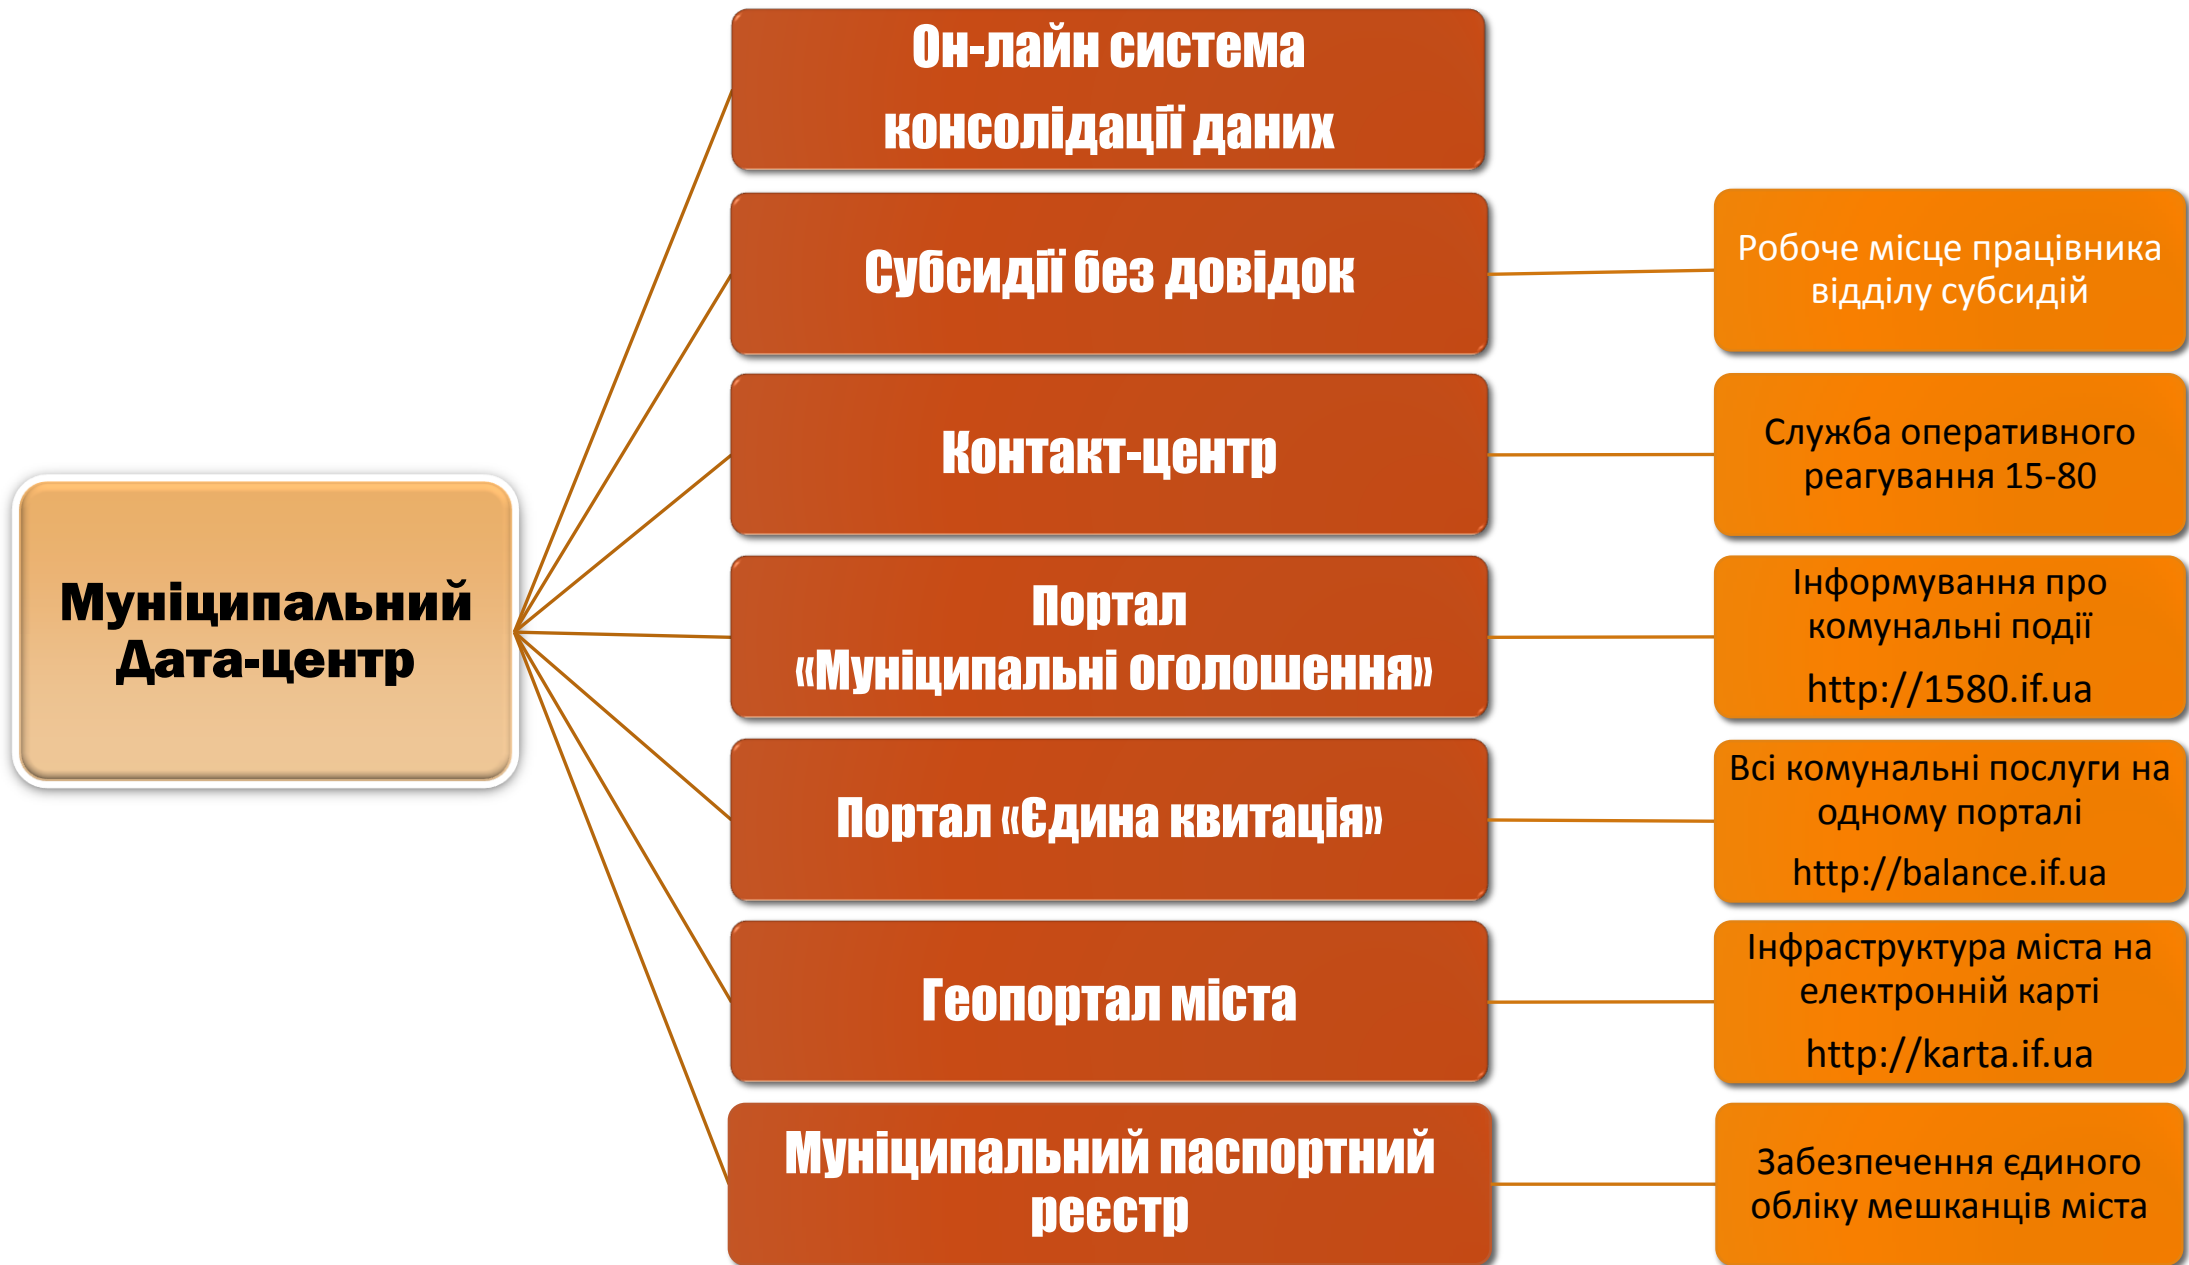 Муніципальний
Дата-центр
Он-лайн система
консолідації даних
Субсидії без довідок
Робоче місце працівника
відділу субсидій
Контакт-центр
Служба оперативного
реагування 15-80
Портал
«Муніципальні оголошення»
Інформування про
комунальні події
http://1580.if.ua
Портал «Єдина квитація»
Всі комунальні послуги на
одному порталі
http://balance.if.ua
Геопортал міста
Інфраструктура міста на
електронній карті
http://karta.if.ua
Муніципальний паспортний
реєстр
Забезпечення єдиного
обліку мешканців міста